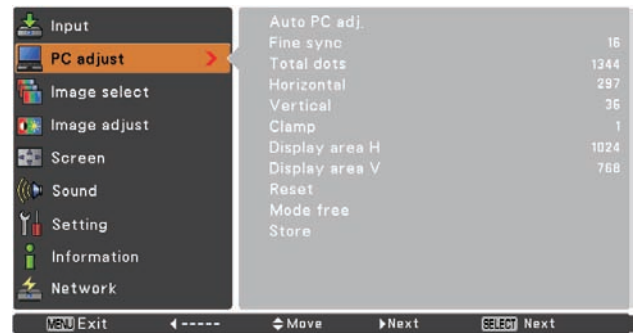 Input
PC adjust
Image select
Image adjust
Screen
Sound
Setting
Information
Network
Auto PC adj.
Fine sync 16
Total dots 1344
Horizontal 297
Vertical 36
Clamp 1
Display area H 1024
Display area V 768
Reset
Mode free
Store
MENU Exit ◀----- Move ▶Next SELECT Next